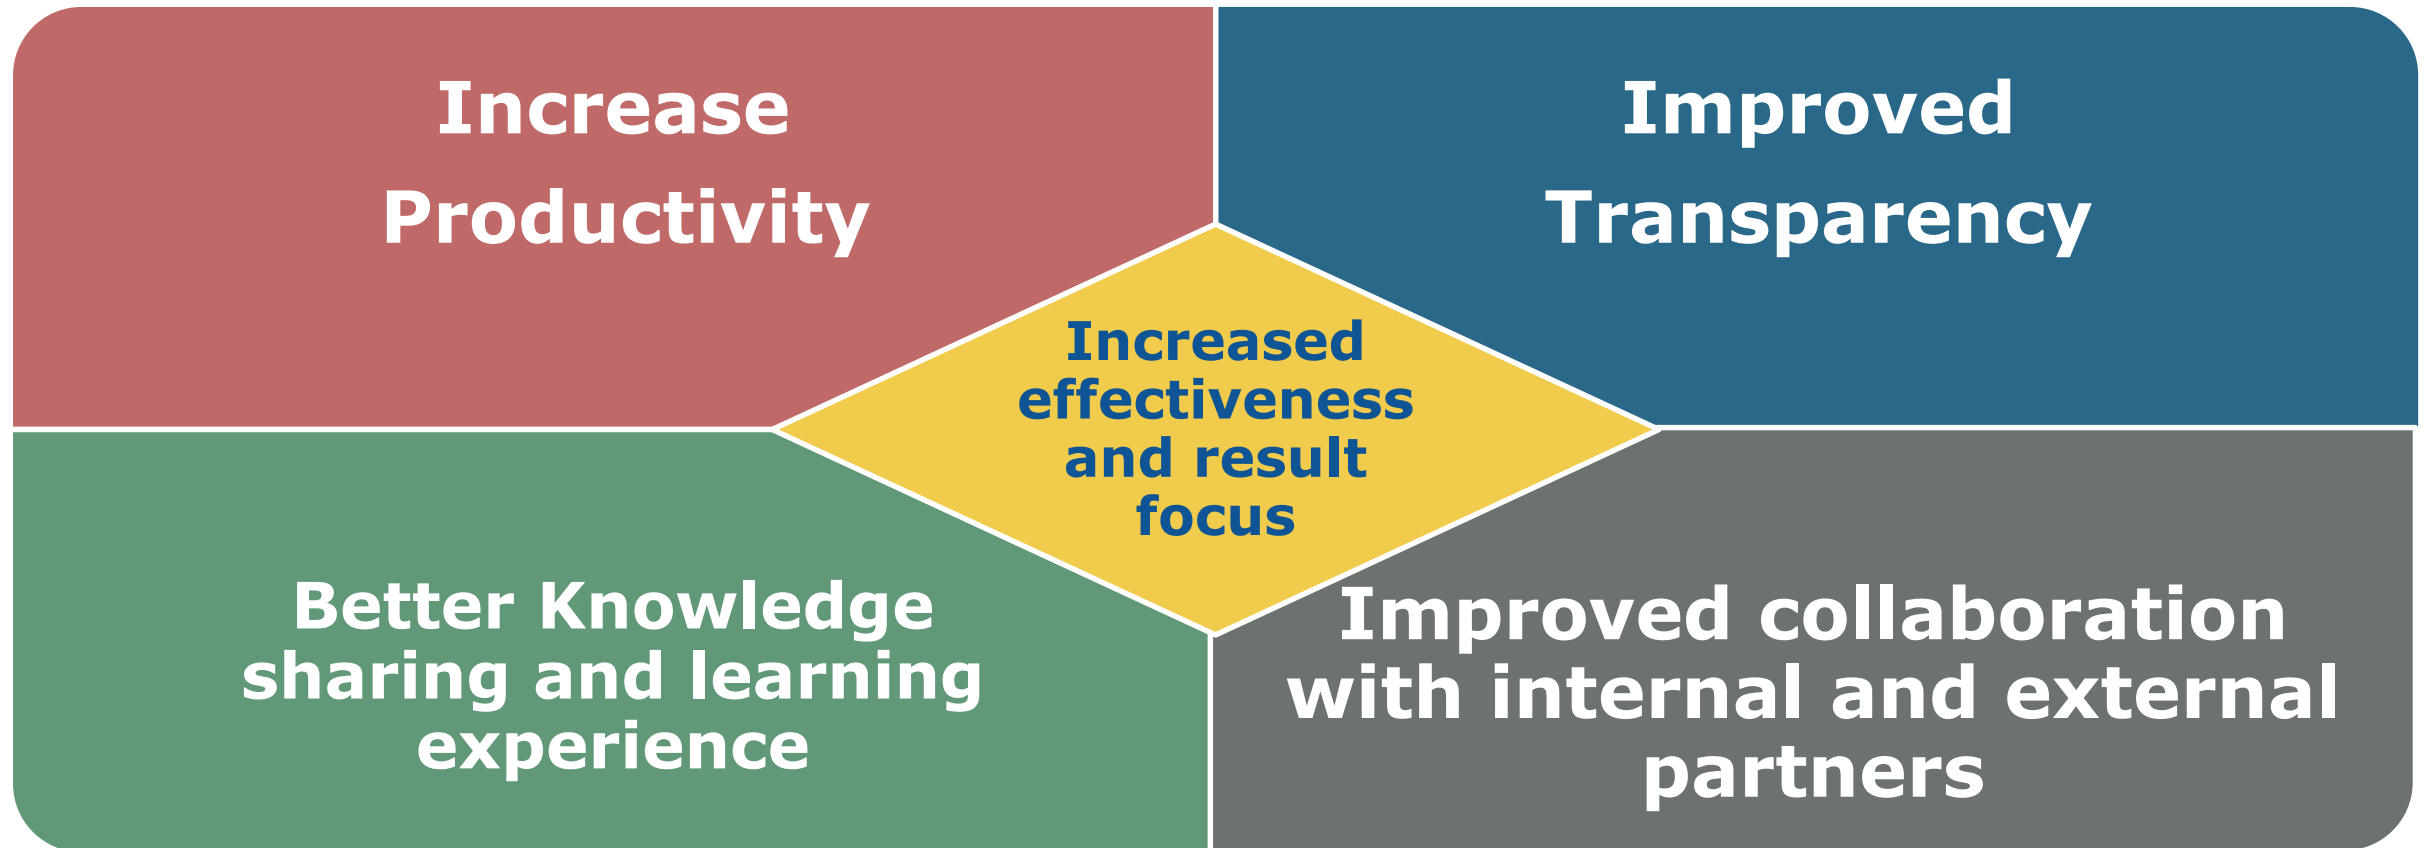 Increase
Productivity
Improved
Transparency
Increased
effectiveness
and result
focus
Better Knowledge
sharing and learning
experience
Improved collaboration
with internal and external
partners